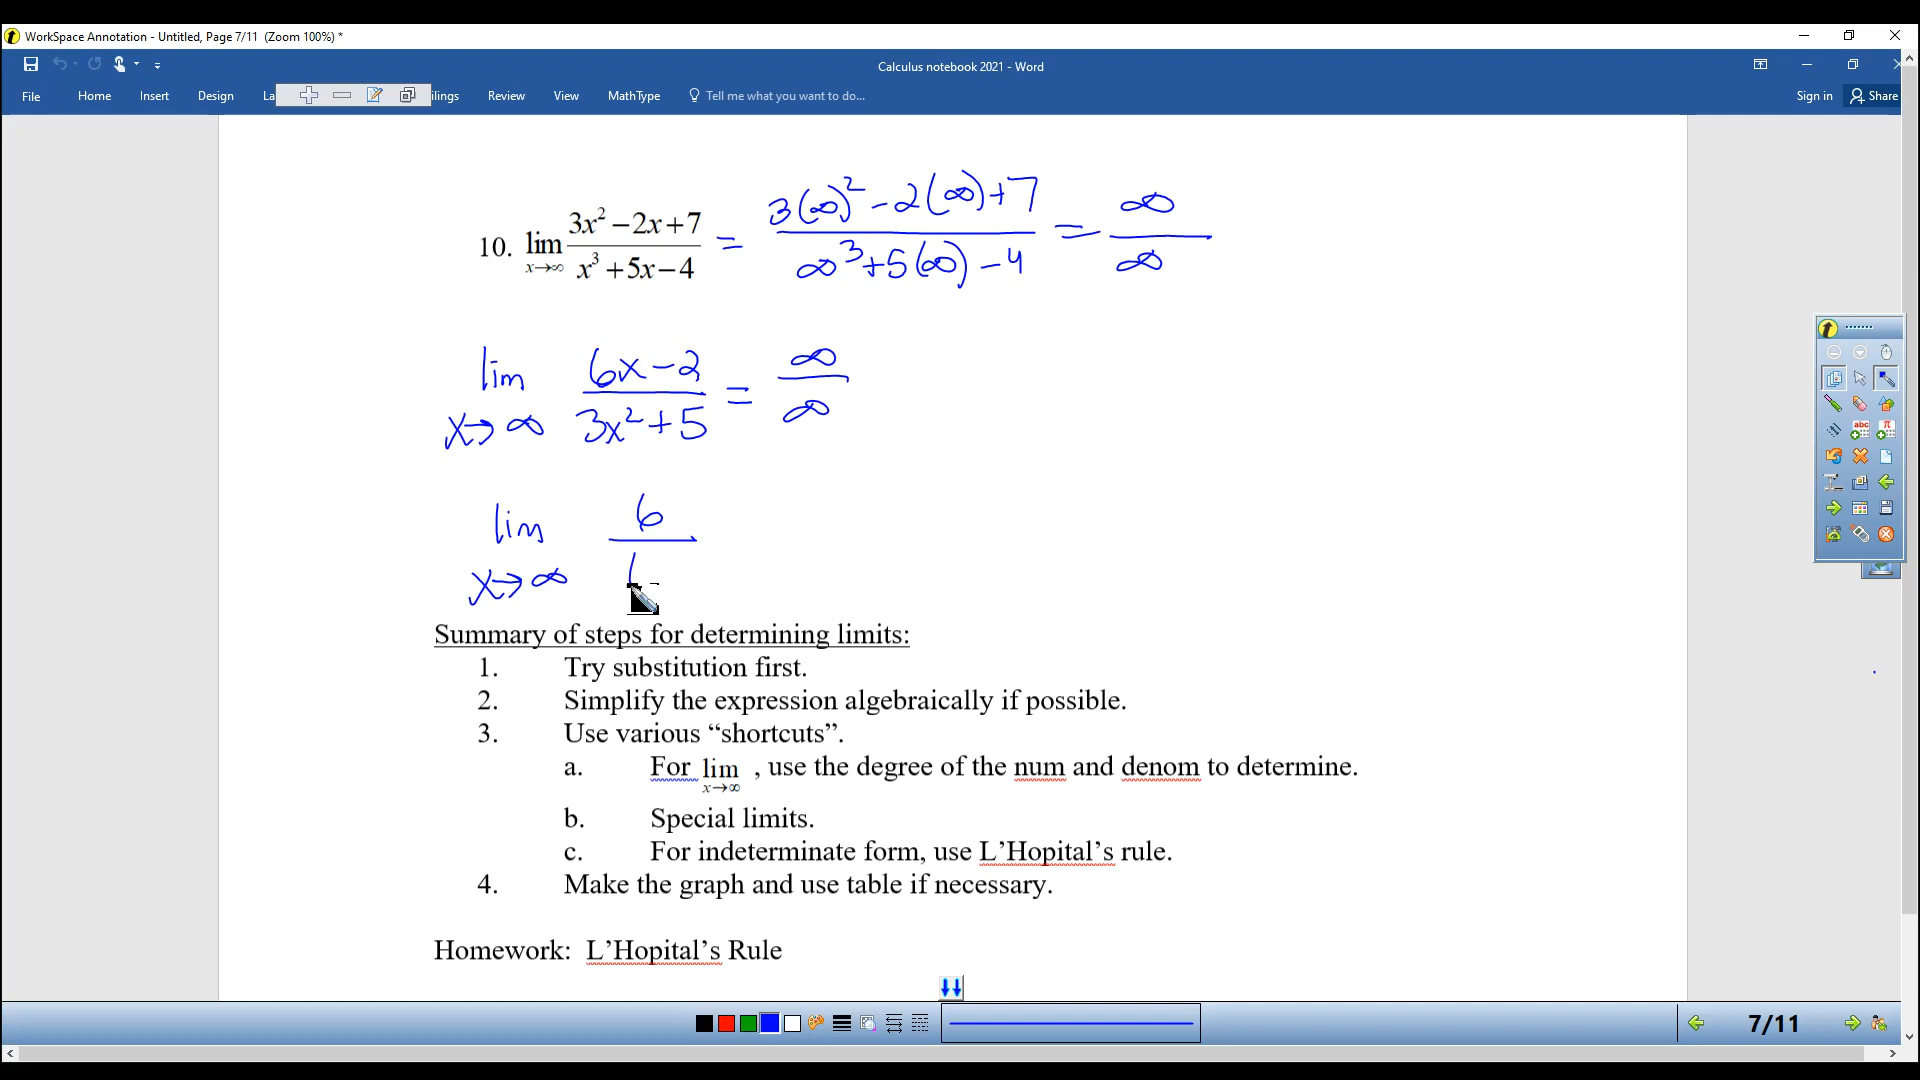 WorkSpace Annotation - Untitled, Page 7/11 (Zoom 100%) *
Calculus notebook 2021 - Word
File Home Insert Design La ilings Review View MathType Tell me what you want to do... Sign in Share
10. lim x→∞ (3x² − 2x + 7)/(x³ + 5x − 4) = (3(∞)² − 2(∞) + 7)/(∞³ + 5(∞) − 4) = ∞/∞
lim x→∞ (6x − 2)/(3x² + 5) = ∞/∞
lim x→∞ 6/
Summary of steps for determining limits:
1. Try substitution first.
2. Simplify the expression algebraically if possible.
3. Use various “shortcuts”.
a. For lim x→∞ , use the degree of the num and denom to determine.
b. Special limits.
c. For indeterminate form, use L’Hopital’s rule.
4. Make the graph and use table if necessary.
Homework: L’Hopital’s Rule
7/11